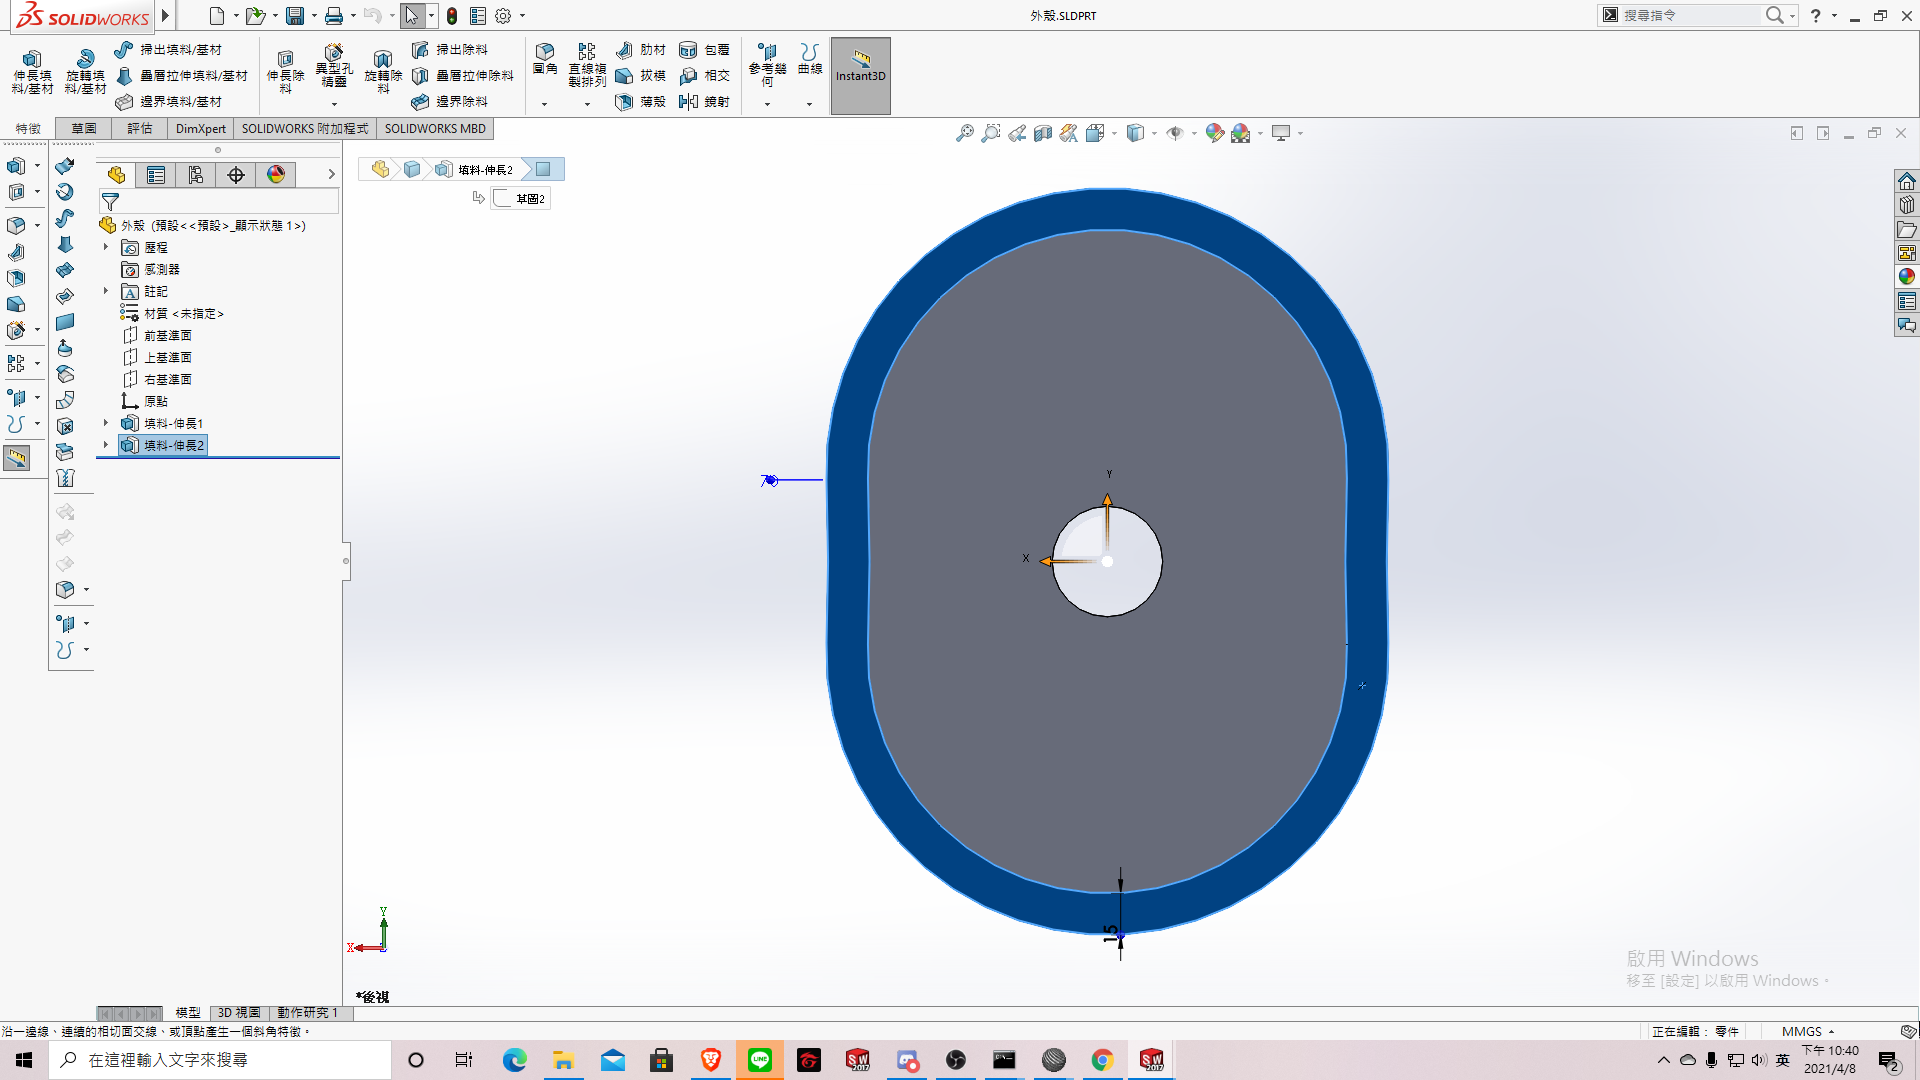 SOLIDWORKS
外殼.SLDPRT
搜尋指令
伸長填料/基材
旋轉填料/基材
掃出填料/基材
疊層拉伸填料/基材
邊界填料/基材
伸長除料
異型孔精靈
旋轉除料
掃出除料
疊層拉伸除料
邊界除料
圓角
直線複製排列
肋材
拔模
薄殼
包覆
相交
鏡射
參考幾何
曲線
Instant3D
特徵
草圖
評估
DimXpert
SOLIDWORKS 附加程式
SOLIDWORKS MBD
填料-伸長2
草圖2
外殼 (預設<<預設>_顯示狀態 1>)
歷程
感測器
註記
材質 <未指定>
前基準面
上基準面
右基準面
原點
填料-伸長1
填料-伸長2
Y
X
15
Y
X
*後視
啟用 Windows
移至 [設定] 以啟用 Windows。
模型
3D 視圖
動作研究 1
沿一邊線、連續的相切面交線、或頂點產生一個斜角特徵。
正在編輯： 零件
MMGS
在這裡輸入文字來搜尋
LINE
SW
2017
SW
2017
英
下午 10:40
2021/4/8
2